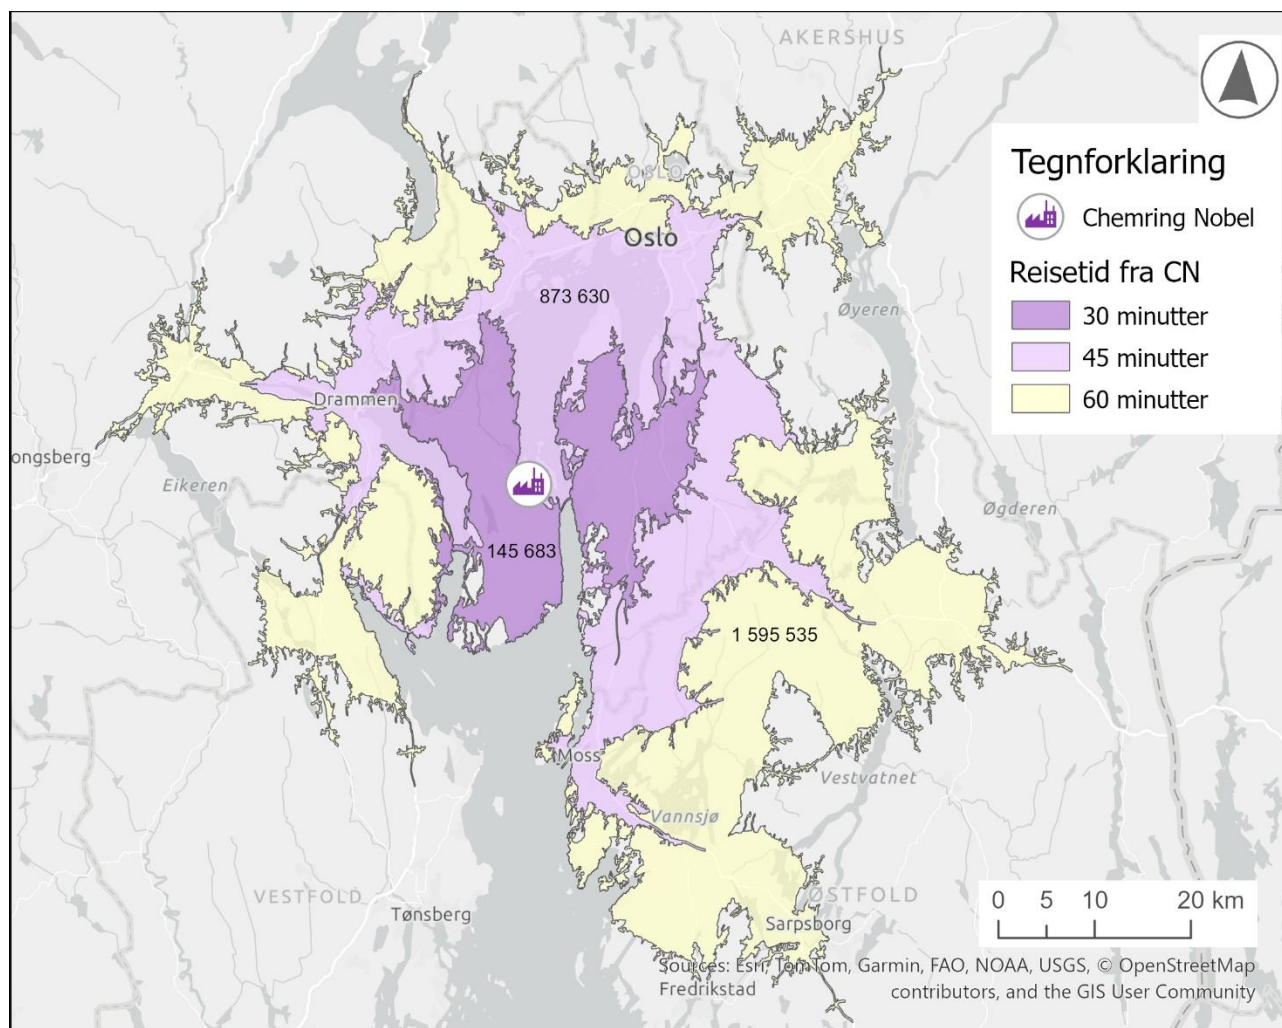 AKERSHUS
OSLO
Oslo
873 630
Øyeren
Drammen
ongsberg
Eikeren
Øgderen
145 683
1 595 535
Moss
Vestvatnet
Vannsjø
VESTFOLD
Tønsberg
ØSTFOLD
Sarpsborg
Fredrikstad
Tegnforklaring
Chemring Nobel
Reisetid fra CN
30 minutter
45 minutter
60 minutter
0 5 10 20 km
Sources: Esri, TomTom, Garmin, FAO, NOAA, USGS, © OpenStreetMap
contributors, and the GIS User Community